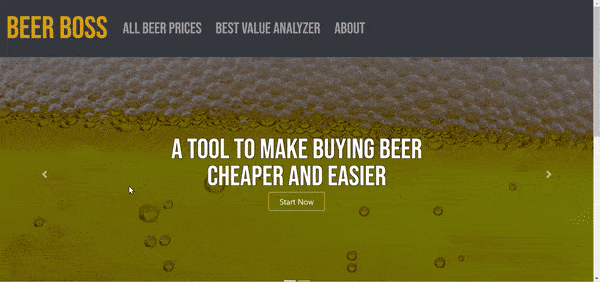 BEER BOSS ALL BEER PRICES BEST VALUE ANALYZER ABOUT
A TOOL TO MAKE BUYING BEER
CHEAPER AND EASIER
Start Now